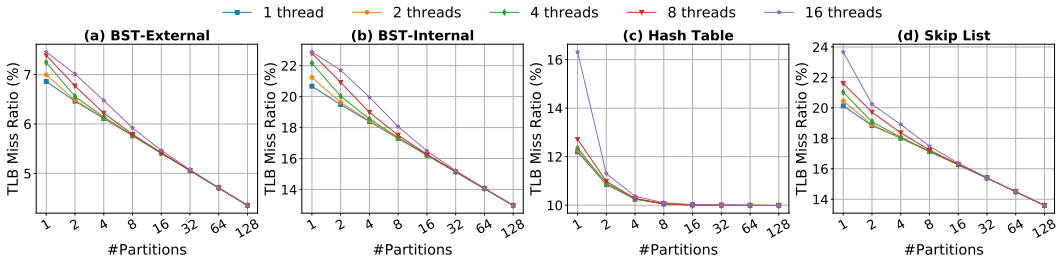 1 thread 2 threads 4 threads 8 threads 16 threads
(a) BST-External
TLB Miss Ratio (%)
7
6
5
1 2 4 8 16 32 64 128
#Partitions
(b) BST-Internal
TLB Miss Ratio (%)
22
20
18
16
14
1 2 4 8 16 32 64 128
#Partitions
(c) Hash Table
TLB Miss Ratio (%)
16
14
12
10
1 2 4 8 16 32 64 128
#Partitions
(d) Skip List
TLB Miss Ratio (%)
24
22
20
18
16
14
1 2 4 8 16 32 64 128
#Partitions